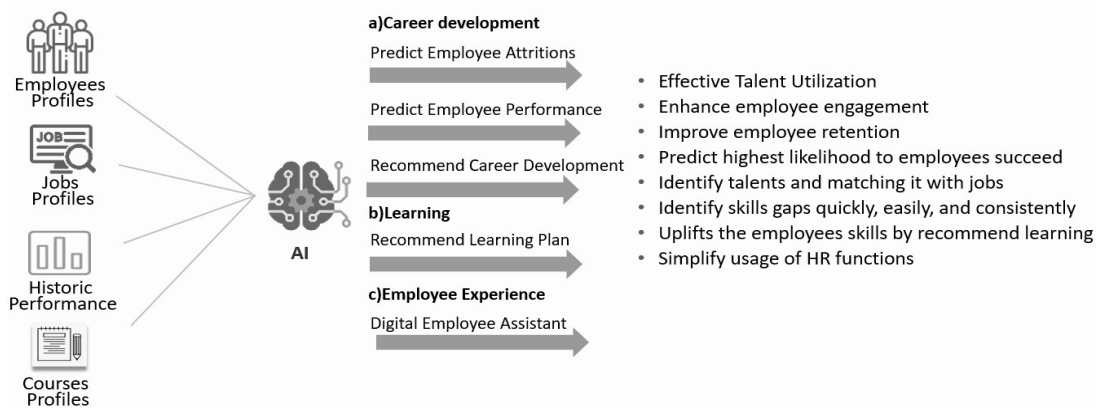 Employees
Profiles
JOB
Jobs
Profiles
Historic
Performance
Courses
Profiles
AI
a)Career development
Predict Employee Attritions
Predict Employee Performance
Recommend Career Development
b)Learning
Recommend Learning Plan
c)Employee Experience
Digital Employee Assistant
• Effective Talent Utilization
• Enhance employee engagement
• Improve employee retention
• Predict highest likelihood to employees succeed
• Identify talents and matching it with jobs
• Identify skills gaps quickly, easily, and consistently
• Uplifts the employees skills by recommend learning
• Simplify usage of HR functions